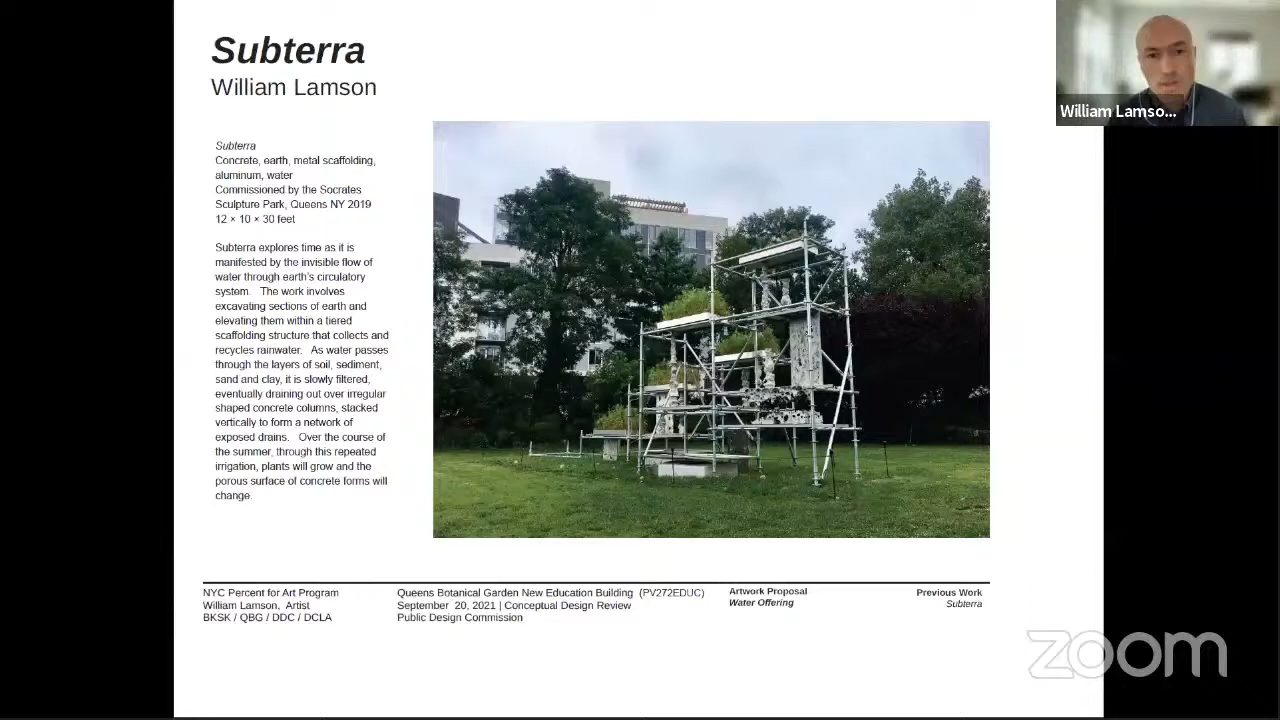 Subterra
William Lamson
William Lamso...
Subterra
Concrete, earth, metal scaffolding,
aluminum, water
Commissioned by the Socrates
Sculpture Park, Queens NY 2019
12 × 10 × 30 feet
Subterra explores time as it is
manifested by the invisible flow of
water through earth's circulatory
system. The work involves
excavating sections of earth and
elevating them within a tiered
scaffolding structure that collects and
recycles rainwater. As water passes
through the layers of soil, sediment,
sand and clay, it is slowly filtered,
eventually draining out over irregular
shaped concrete columns, stacked
vertically to form a network of
exposed drains. Over the course of
the summer, through this repeated
irrigation, plants will grow and the
porous surface of concrete forms will
change.
NYC Percent for Art Program
William Lamson, Artist
BKSK / QBG / DDC / DCLA
Queens Botanical Garden New Education Building (PV272EDUC)
September 20, 2021 | Conceptual Design Review
Public Design Commission
Artwork Proposal
Water Offering
Previous Work
Subterra
zoom